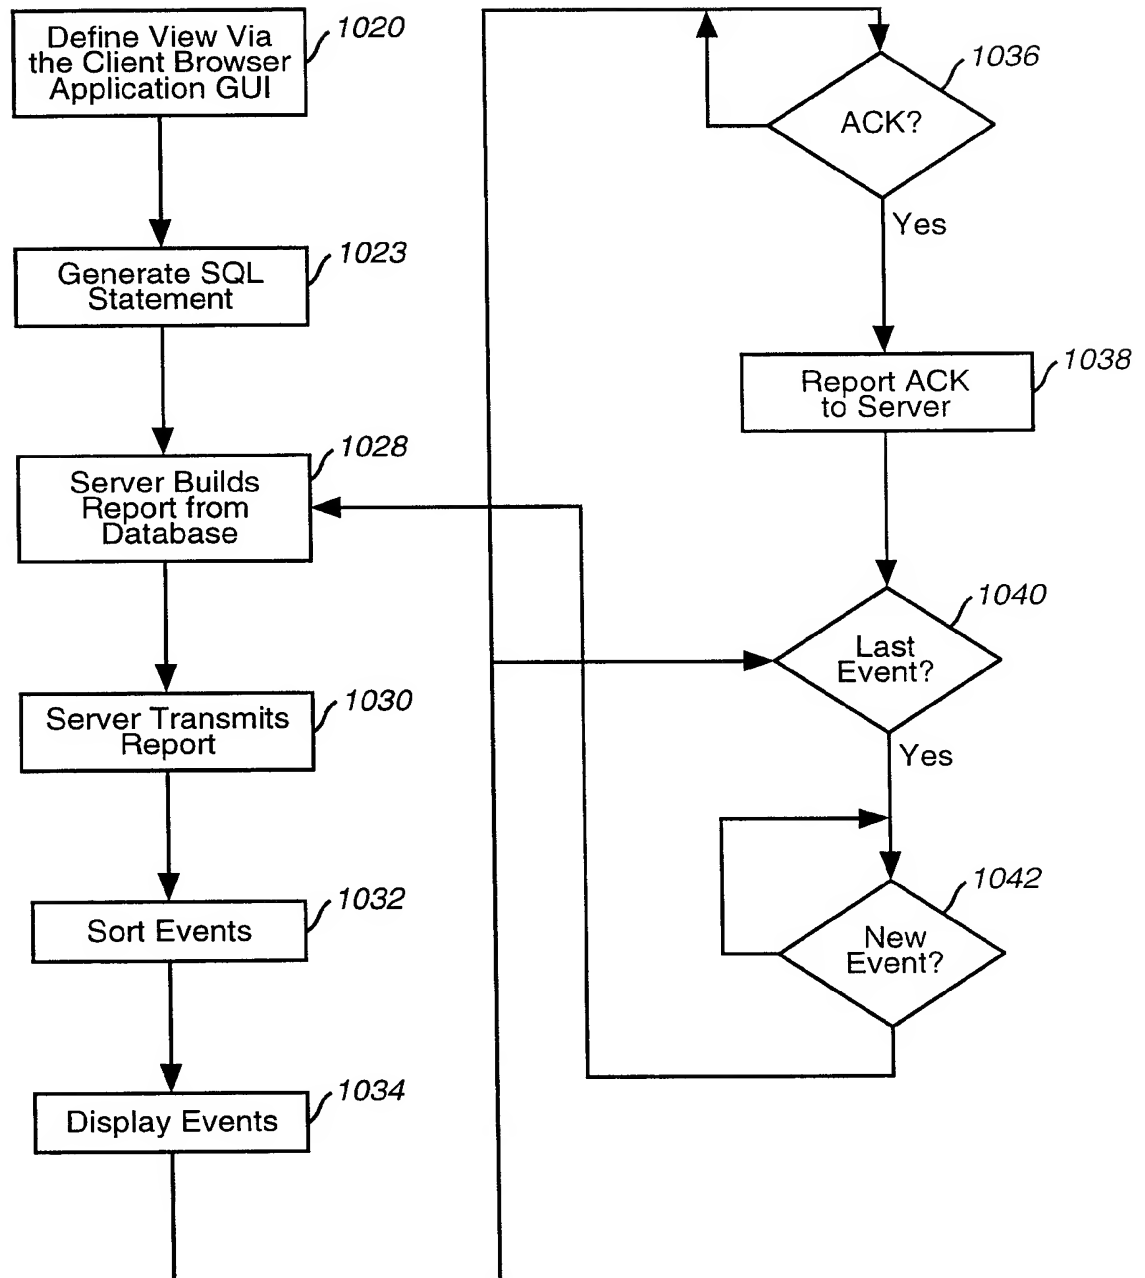 Define View Via
the Client Browser
Application GUI
1020
Generate SQL
Statement
1023
Server Builds
Report from
Database
1028
Server Transmits
Report
1030
Sort Events
1032
Display Events
1034
ACK?
1036
Yes
Report ACK
to Server
1038
Last
Event?
1040
Yes
New
Event?
1042